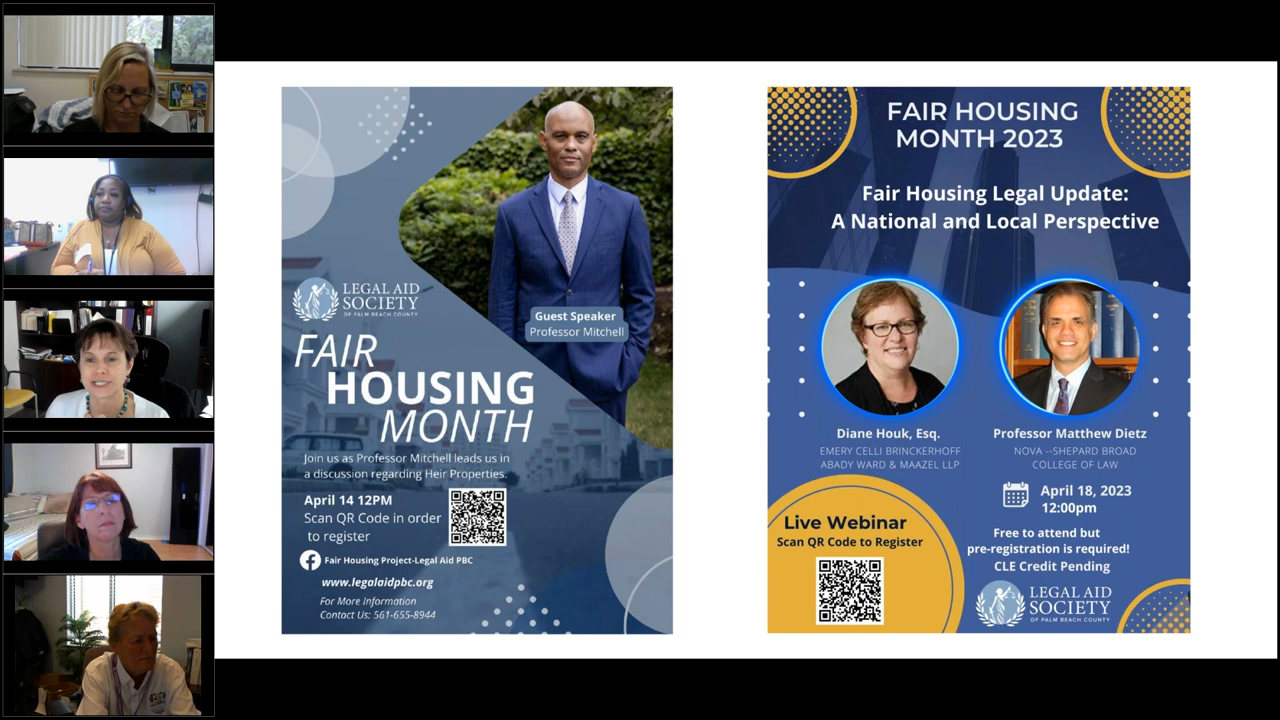 Guest Speaker
Professor Mitchell
LEGAL AID
SOCIETY
OF PALM BEACH COUNTY
FAIR
HOUSING
MONTH
Join us as Professor Mitchell leads us in
a discussion regarding Heir Properties.
April 14 12PM
Scan QR Code in order
to register
Fair Housing Project-Legal Aid PBC
www.legalaidpbc.org
For More Information
Contact Us: 561-655-8944
FAIR HOUSING
MONTH 2023
Fair Housing Legal Update:
A National and Local Perspective
Diane Houk, Esq.
EMERY CELLI BRINCKERHOFF
ABADY WARD & MAAZEL LLP
Professor Matthew Dietz
NOVA --SHEPARD BROAD
COLLEGE OF LAW
April 18, 2023
12:00pm
Live Webinar
Scan QR Code to Register
Free to attend but
pre-registration is required!
CLE Credit Pending
LEGAL AID
SOCIETY
OF PALM BEACH COUNTY